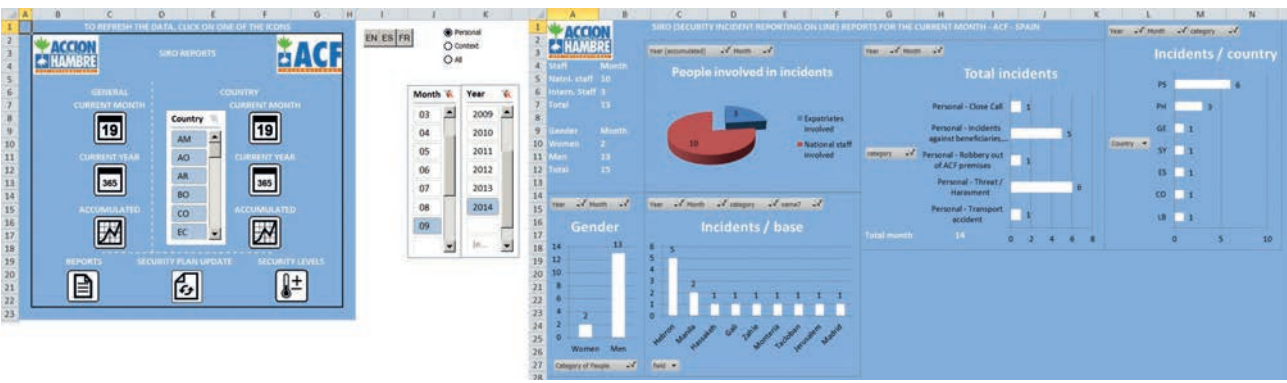 A B C D E F G H I J K
1 TO REFRESH THE DATA, CLICK ON ONE OF THE ICONS
ACCION
HAMBRE
SIRO REPORTS
ACF
INTERNATIONAL
GENERAL
COUNTRY
CURRENT MONTH
CURRENT MONTH
19
19
Country
AM
AO
AR
BO
CO
EC
CURRENT YEAR
CURRENT YEAR
365
365
ACCUMULATED
ACCUMULATED
REPORTS
SECURITY PLAN UPDATE
SECURITY LEVELS
EN ES FR
Personal
Context
All
Month
03
04
05
06
07
08
09
Year
2009
2010
2011
2012
2013
2014
A B C D E F G H I J K L M N
SIRO (SECURITY INCIDENT REPORTING ON LINE) REPORTS FOR THE CURRENT MONTH - ACF - SPAIN
ACCION
HAMBRE
Staff Month
Natnl. staff 10
Intern. Staff 3
Total 13
Gender Month
Women 2
Men 13
Total 15
Year (accumulated) Month
People involved in incidents
3
10
Expatriates involved
National staff involved
Year Month
Total incidents
category
Personal - Close Call 1
Personal - Incidents against beneficiaries,... 5
Personal - Robbery out of ACF premises 1
Personal - Threat / Harasment 6
Personal - Transport accident 1
0 2 4 6 8
Total month 14
Year Month category
Incidents / country
Country
PS 6
PH 3
GE 1
SY 1
ES 1
CO 1
LB 1
0 5 10
Year Month
Gender
14
12
10
8
6
4
2
0
2
13
Women Men
Category of People
Year Month category name7
Incidents / base
6
5
4
3
2
1
0
5 2 1 1 1 1 1 1 1
Hebron
Manila
Hassakeh
Gali
Zahle
Monteria
Tacloban
Jerusalem
Madrid
field